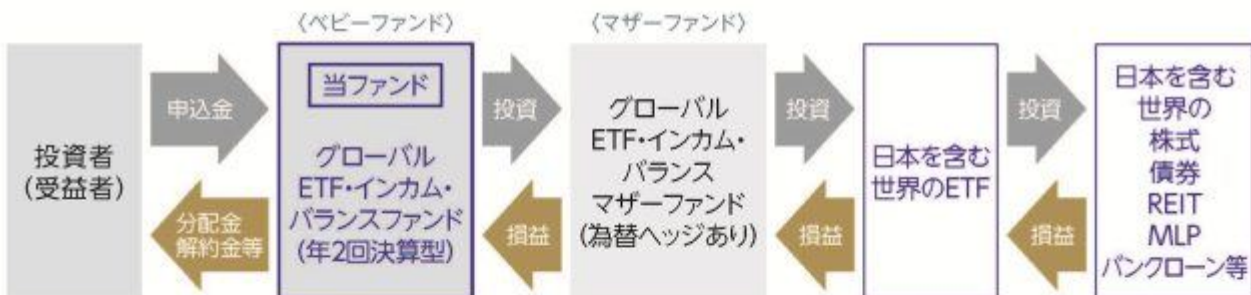 〈ベビーファンド〉
〈マザーファンド〉
投資者
(受益者)
申込金
分配金
解約金等
当ファンド
グローバル
ETF・インカム・
バランスファンド
(年2回決算型)
投資
損益
グローバル
ETF・インカム・
バランス
マザーファンド
(為替ヘッジあり)
投資
損益
日本を含む
世界のETF
投資
損益
日本を含む
世界の
株式
債券
REIT
MLP
バンクローン等